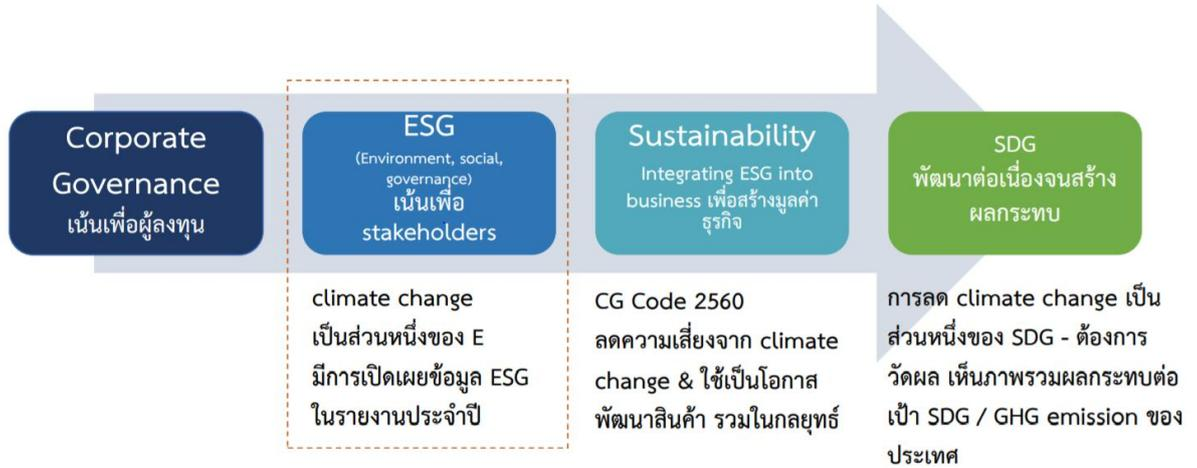 Corporate
Governance
เน้นเพื่อผู้ลงทุน
ESG
(Environment, social,
governance)
เน้นเพื่อ
stakeholders
climate change
เป็นส่วนหนึ่งของ E
มีการเปิดเผยข้อมูล ESG
ในรายงานประจำปี
Sustainability
Integrating ESG into
business เพื่อสร้างมูลค่า
ธุรกิจ
CG Code 2560
ลดความเสี่ยงจาก climate
change & ใช้เป็นโอกาส
พัฒนาสินค้า รวมในกลยุทธ์
SDG
พัฒนาต่อเนื่องจนสร้าง
ผลกระทบ
การลด climate change เป็น
ส่วนหนึ่งของ SDG - ต้องการ
วัดผล เห็นภาพรวมผลกระทบต่อ
เป้า SDG / GHG emission ของ
ประเทศ